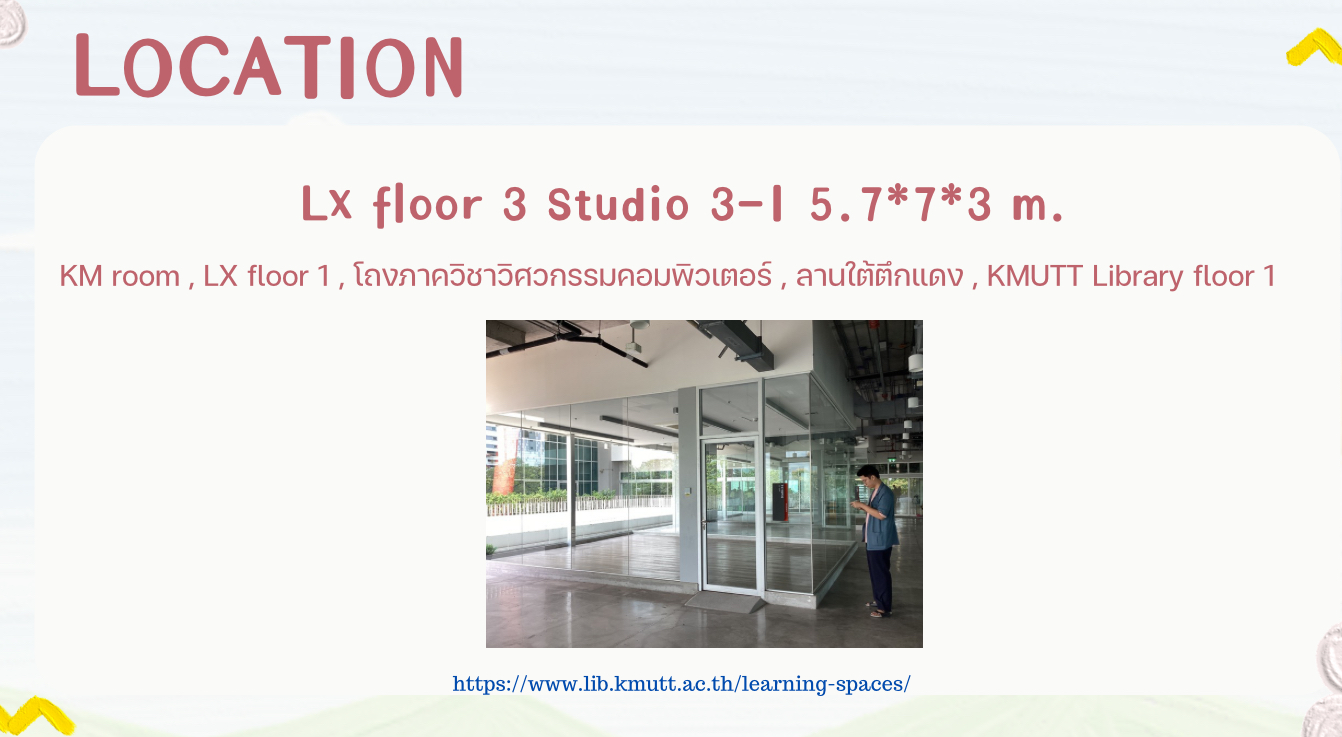 LOCATION
Lx floor 3 Studio 3-1 5.7*7*3 m.
KM room , LX floor 1 , โถงภาควิชาวิศวกรรมคอมพิวเตอร์ , ลานใต้ตึกแดง , KMUTT Library floor 1
https://www.lib.kmutt.ac.th/learning-spaces/